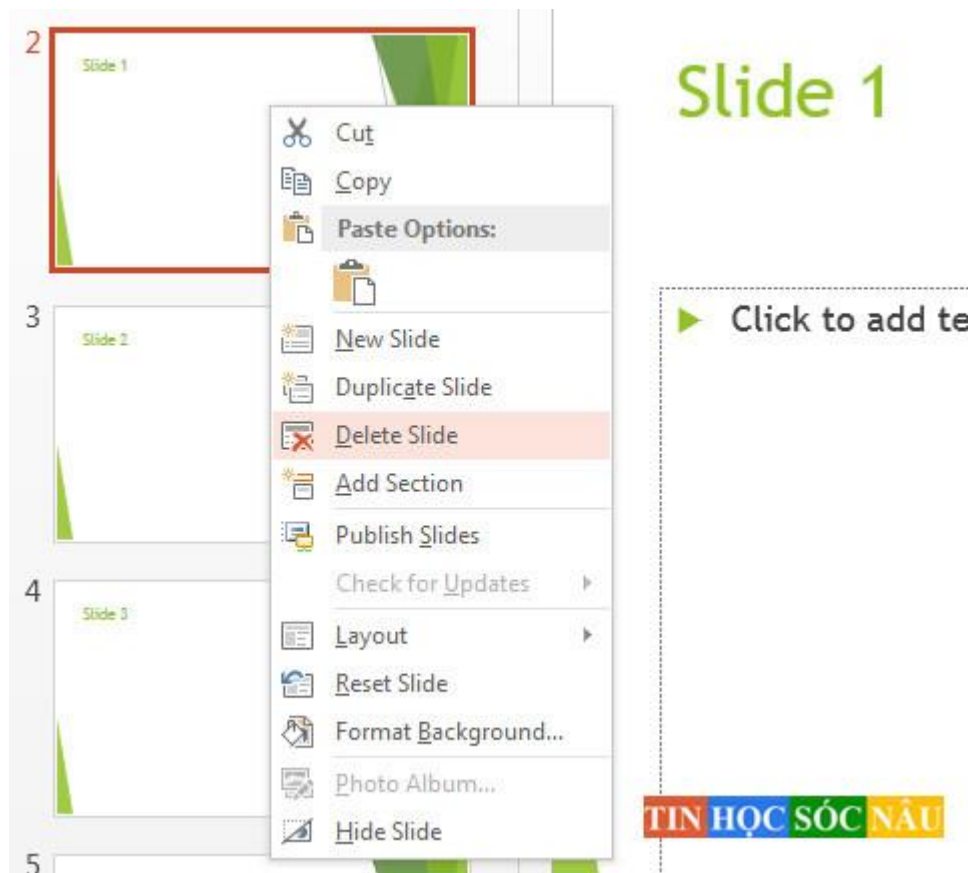 2
Slide 1
3
Slide 2
4
Slide 3
5
Cut
Copy
Paste Options:
New Slide
Duplicate Slide
Delete Slide
Add Section
Publish Slides
Check for Updates
Layout
Reset Slide
Format Background...
Photo Album...
Hide Slide
Slide 1
Click to add te
TIN HỌC SÓC NÂU